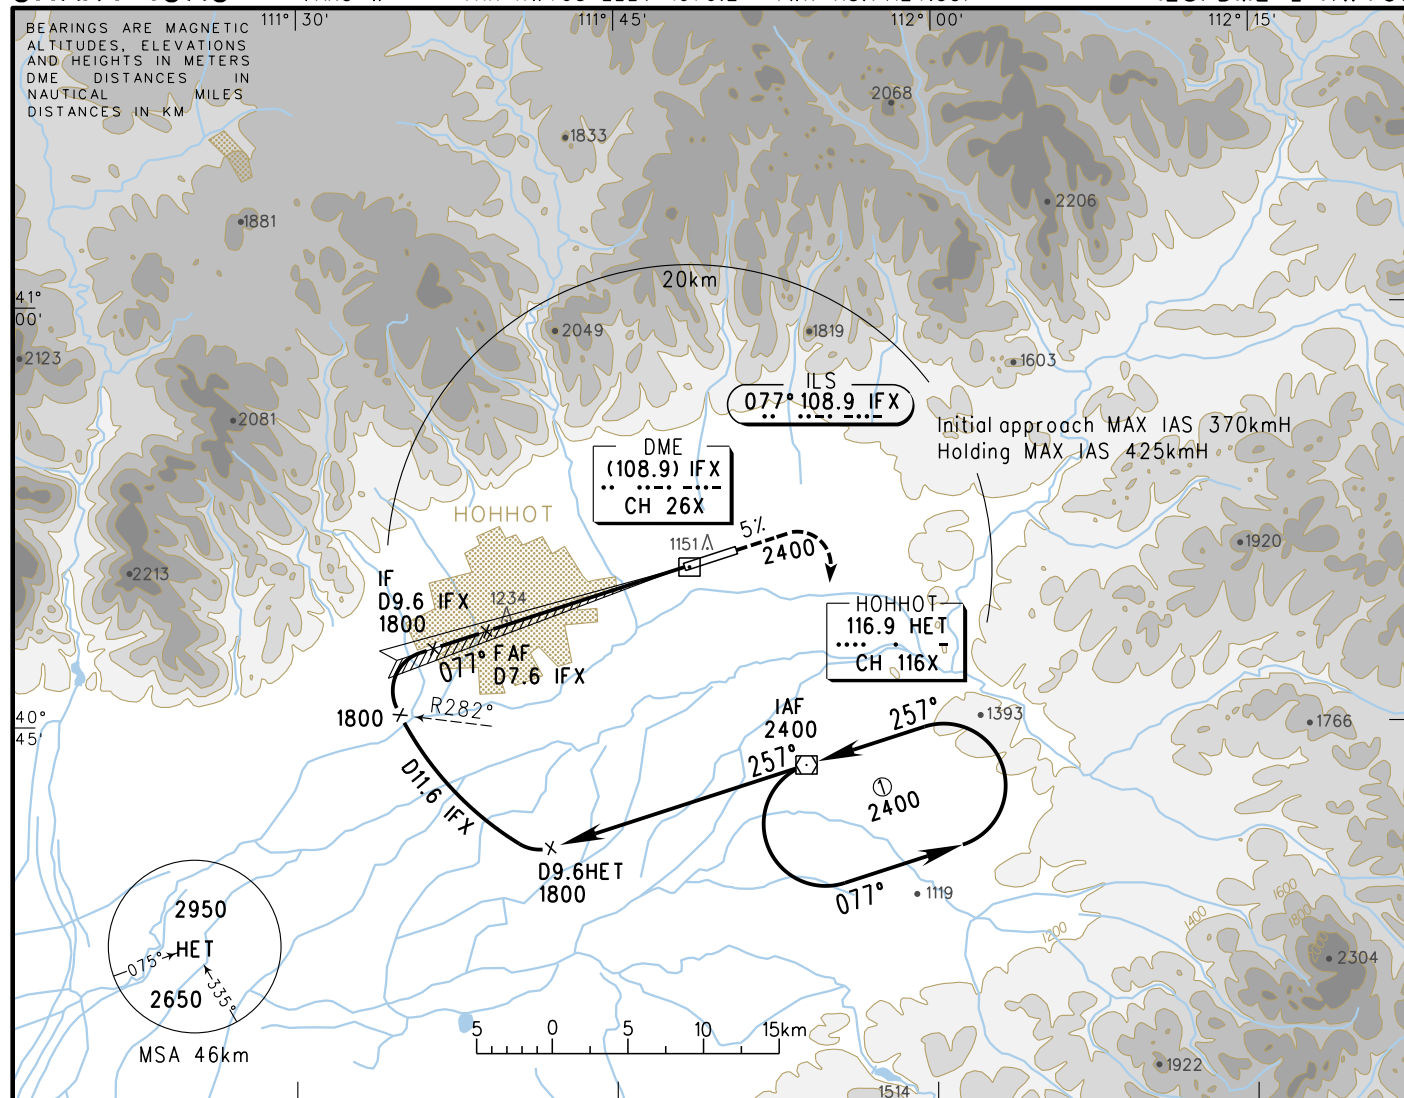 111° 30'
111° 45'
112° 00'
112° 15'
BEARINGS ARE MAGNETIC
ALTITUDES, ELEVATIONS
AND HEIGHTS IN METERS
DME DISTANCES IN
NAUTICAL MILES
DISTANCES IN KM
2068
1833
2206
1881
20km
41°
00'
2049
1819
2123
1603
ILS
077° 108.9 IFX
2081
Initial approach MAX IAS 370kmH
Holding MAX IAS 425kmH
DME
(108.9) IFX
CH 26X
HOHHOT
5%
1151
2400
1920
2213
IF
D9.6 IFX
1800
1234
HOHHOT
116.9 HET
CH 116X
077°
FAF
D7.6 IFX
R282°
1800
IAF
2400
257°
1393
1766
40°
45'
257°
1
2400
D11.6 IFX
D9.6HET
1800
077°
1119
1600
1800
1400
1200
2000
2304
2950
HET
075°
335°
2650
MSA 46km
5 0 5 10 15km
1922
1514